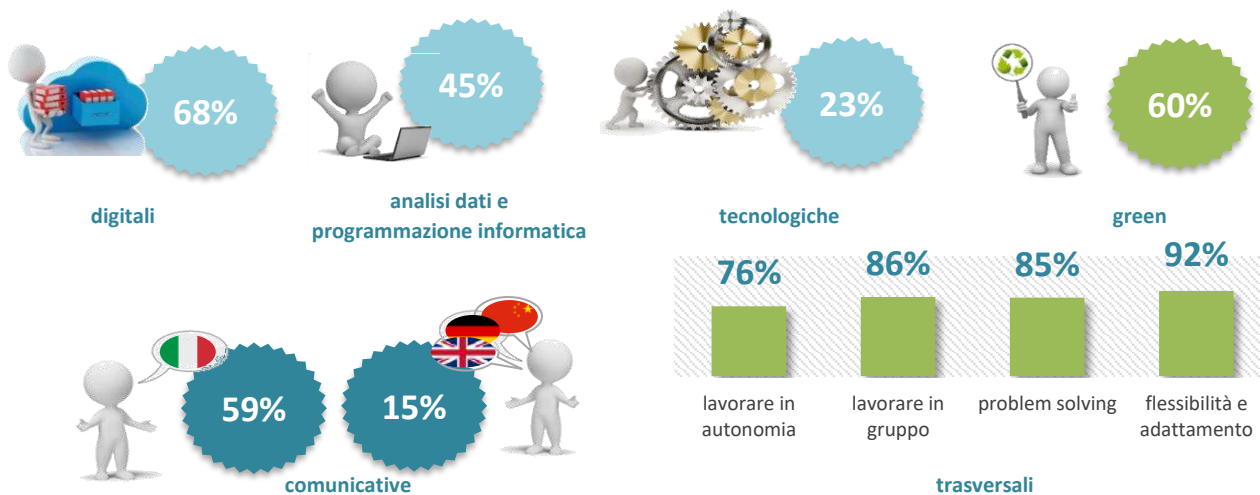 68%
45%
23%
60%
digitali
analisi dati e
programmazione informatica
tecnologiche
green
59%
15%
comunicative
76%
86%
85%
92%
lavorare in
autonomia
lavorare in
gruppo
problem solving
flessibilità e
adattamento
trasversali